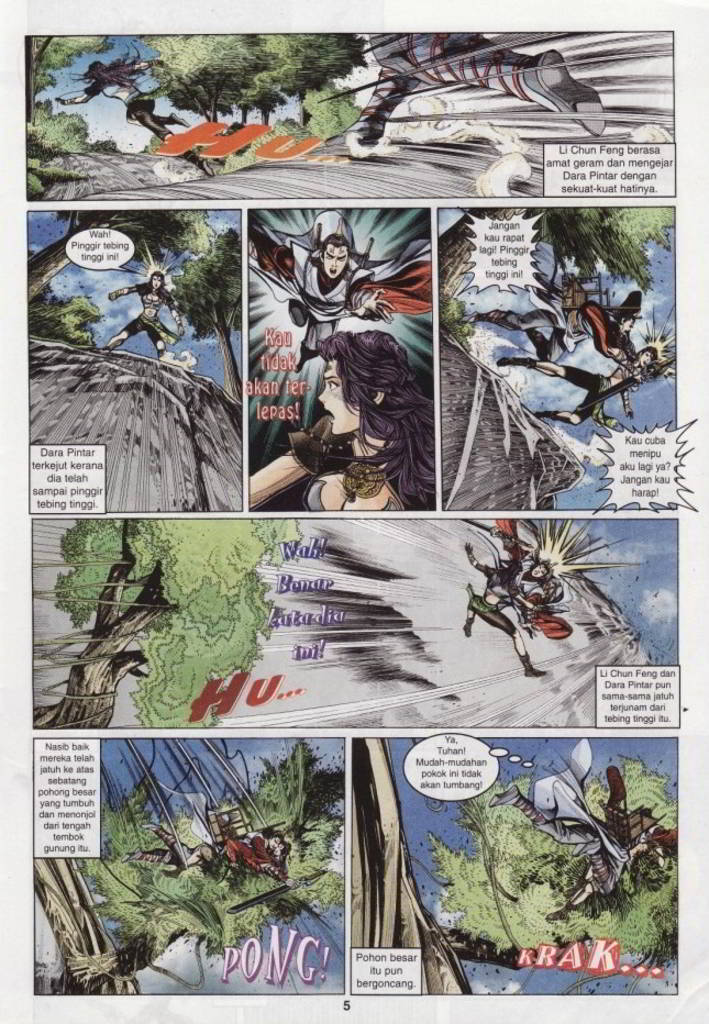 HU...
Li Chun Feng berasa
amat geram dan mengejar
Dara Pintar dengan
sekuat-kuat hatinya.
Wah!
Pinggir tebing
tinggi ini!
Dara Pintar
terkejut kerana
dia telah
sampai pinggir
tebing tinggi.
Kau
tidak
akan ter-
lepas!
Jangan
kau rapat
lagi! Pinggir
tebing
tinggi ini!
Kau cuba
menipu
aku lagi ya?
Jangan kau
harap!
Wah!
Benar
kata dia
ini!
HU...
Li Chun Feng dan
Dara Pintar pun
sama-sama jatuh
terjunam dari
tebing tinggi itu.
Nasib baik
mereka telah
jatuh ke atas
sebatang
pohong besar
yang tumbuh
dan menonjol
dari tengah
tembok
gunung itu.
PONG!
Ya,
Tuhan!
Mudah-mudahan
pokok ini tidak
akan tumbang!
Pohon besar
itu pun
bergoncang.
KRAK...
5